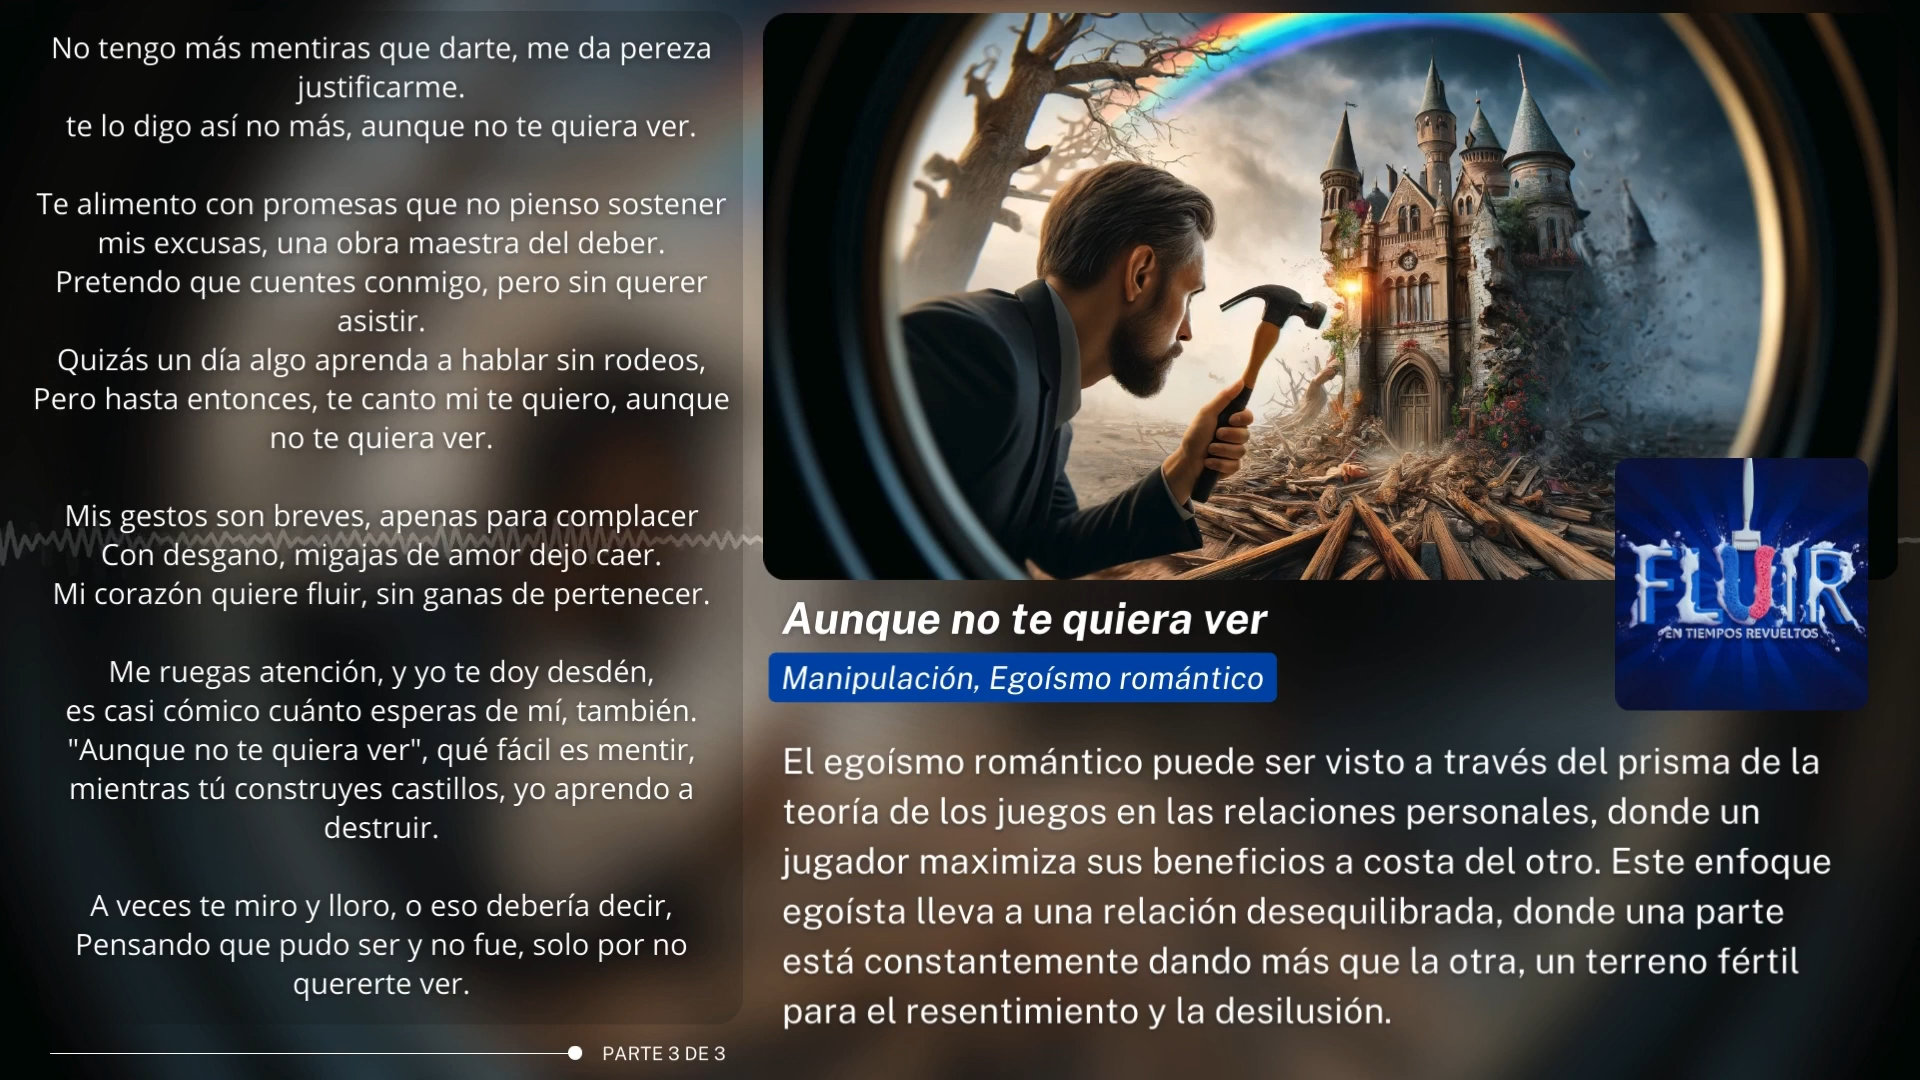 No tengo más mentiras que darte, me da pereza
justificarme.
te lo digo así no más, aunque no te quiera ver.
Te alimento con promesas que no pienso sostener
mis excusas, una obra maestra del deber.
Pretendo que cuentes conmigo, pero sin querer
asistir.
Quizás un día algo aprenda a hablar sin rodeos,
Pero hasta entonces, te canto mi te quiero, aunque
no te quiera ver.
Mis gestos son breves, apenas para complacer
Con desgano, migajas de amor dejo caer.
Mi corazón quiere fluir, sin ganas de pertenecer.
Me ruegas atención, y yo te doy desdén,
es casi cómico cuánto esperas de mí, también.
"Aunque no te quiera ver", qué fácil es mentir,
mientras tú construyes castillos, yo aprendo a
destruir.
A veces te miro y lloro, o eso debería decir,
Pensando que pudo ser y no fue, solo por no
quererte ver.
PARTE 3 DE 3
FLUIR
EN TIEMPOS REVUELTOS
Aunque no te quiera ver
Manipulación, Egoísmo romántico
El egoísmo romántico puede ser visto a través del prisma de la
teoría de los juegos en las relaciones personales, donde un
jugador maximiza sus beneficios a costa del otro. Este enfoque
egoísta lleva a una relación desequilibrada, donde una parte
está constantemente dando más que la otra, un terreno fértil
para el resentimiento y la desilusión.